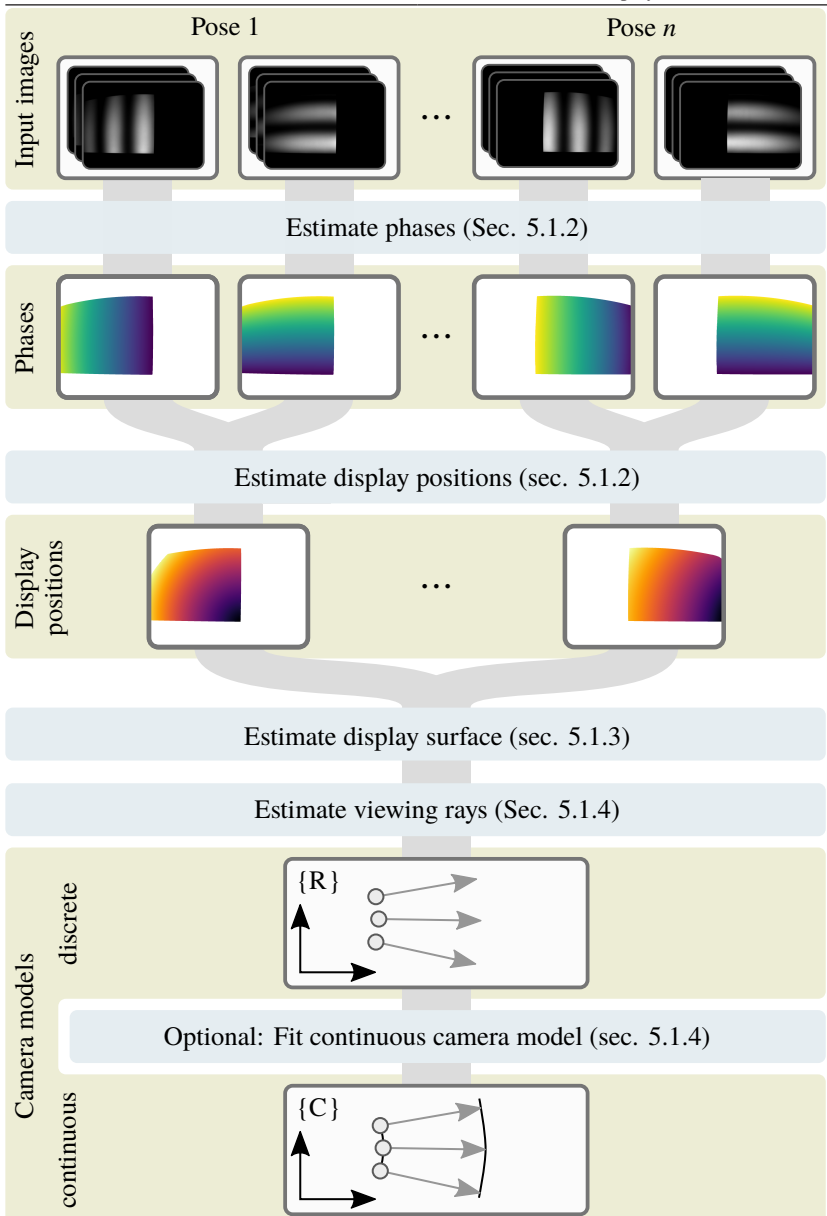 Pose 1
Pose n
Input images
...
Estimate phases (Sec. 5.1.2)
Phases
...
Estimate display positions (sec. 5.1.2)
Display
positions
...
Estimate display surface (sec. 5.1.3)
Estimate viewing rays (Sec. 5.1.4)
Camera models
discrete
{R}
Optional: Fit continuous camera model (sec. 5.1.4)
continuous
{C}